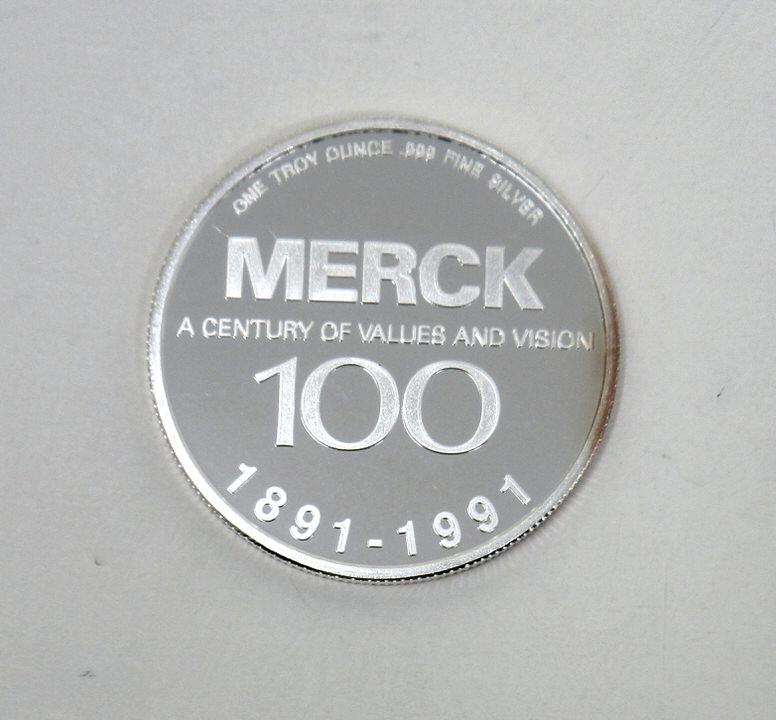 ONE TROY OUNCE .999 FINE SILVER
MERCK
A CENTURY OF VALUES AND VISION
100
1891-1991